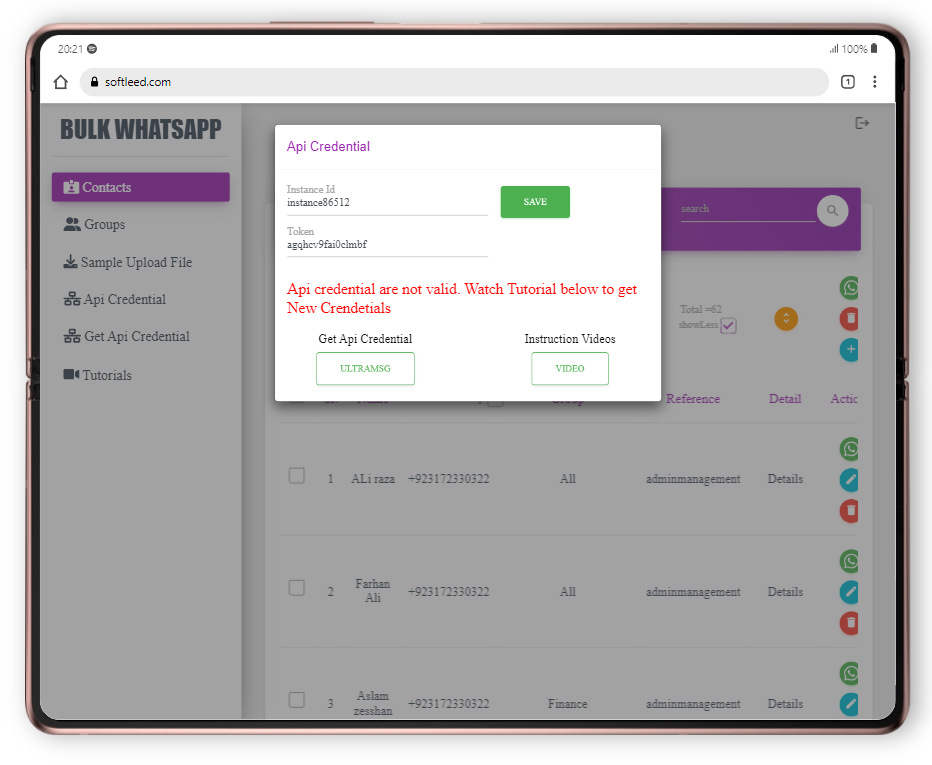 20:21
100%
softleed.com
1
BULK WHATSAPP
Contacts
Groups
Sample Upload File
Api Credential
Get Api Credential
Tutorials
Api Credential
Instance Id
instance86512
SAVE
Token
agqhcv9fai0clmbf
Api credential are not valid. Watch Tutorial below to get
New Crendetials
Get Api Credential
Instruction Videos
ULTRAMSG
VIDEO
search
Total =62
showLess
Reference Detail Actic
1 ALi raza +923172330322 All adminmanagement Details
2 Farhan Ali +923172330322 All adminmanagement Details
3 Aslam zesshan +923172330322 Finance adminmanagement Details